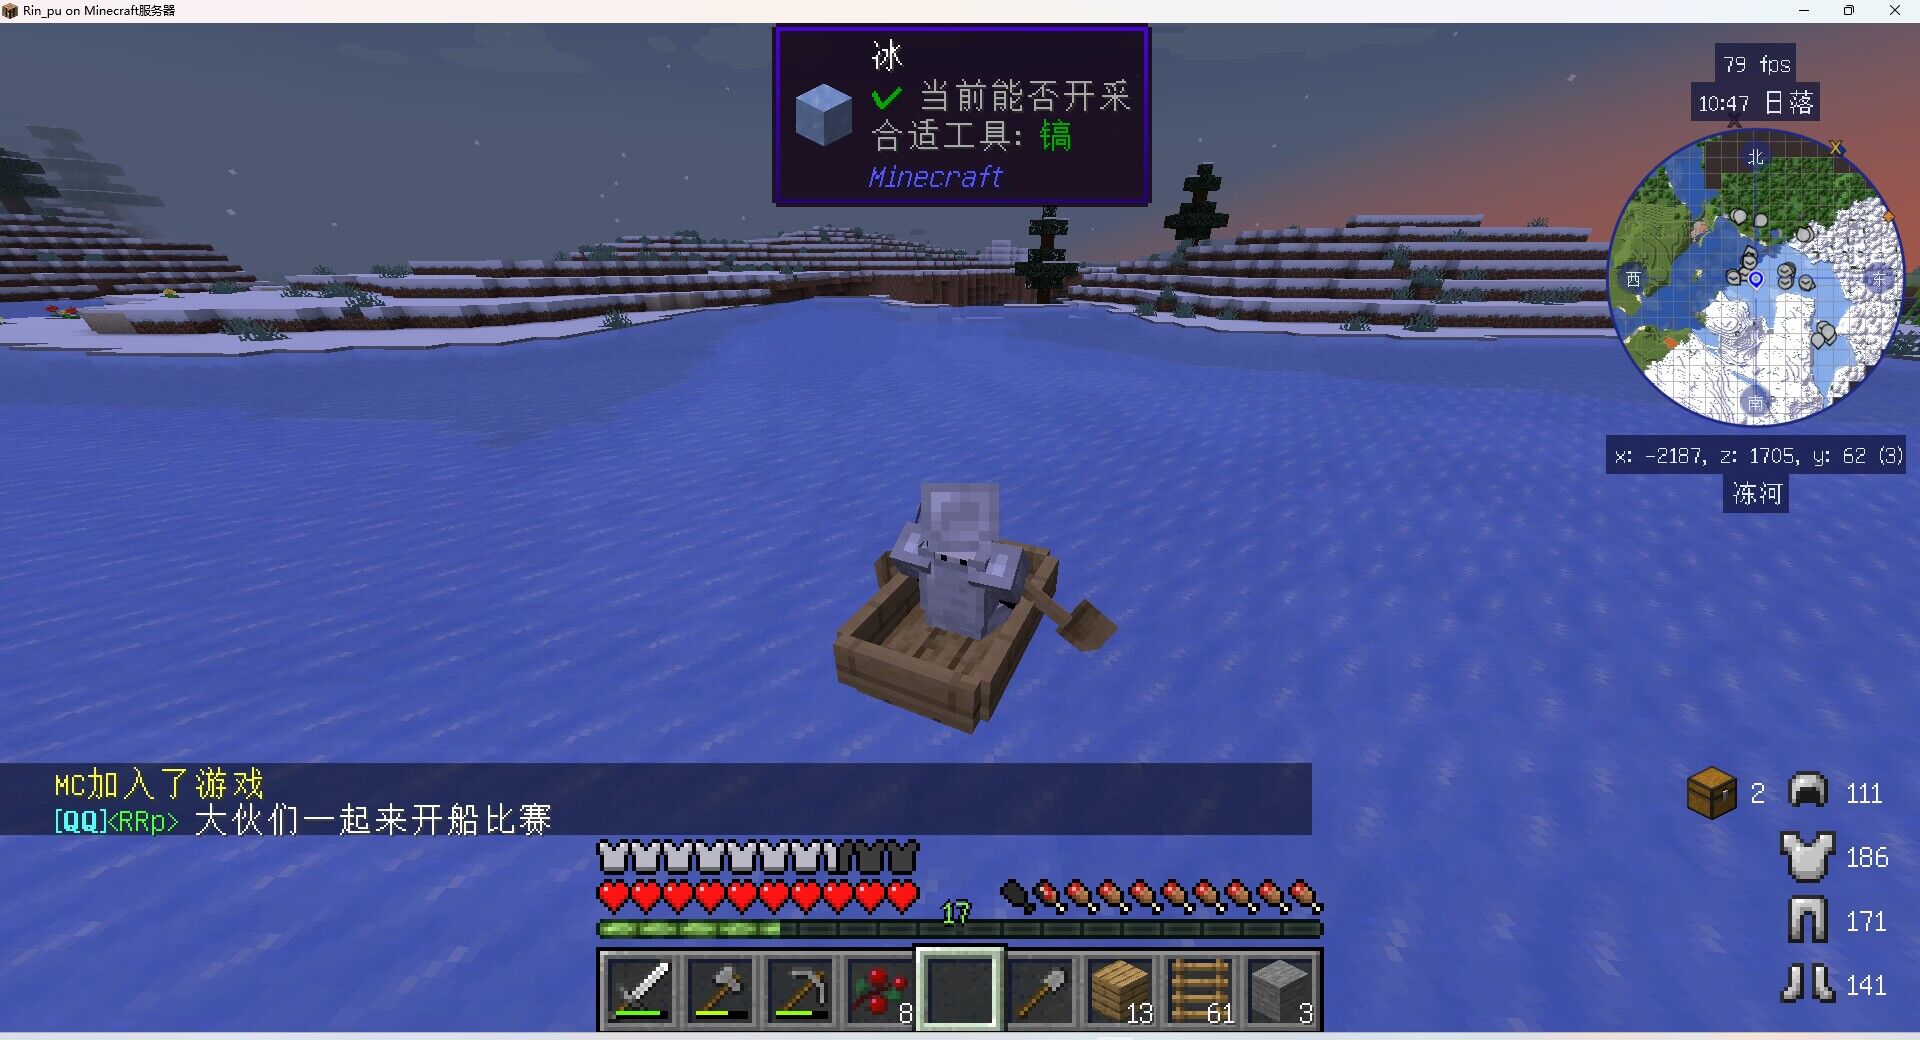 Rin_pu on Minecraft服务器
冰
✔ 当前能否开采
合适工具: 镐
Minecraft
79 fps
10:47 日落
X
X
北
西
东
南
x: -2187, z: 1705, y: 62 (3)
冻河
MC加入了游戏
[QQ]<RRp> 大伙们一起来开船比赛
2
111
186
171
141
17
8
13
61
3